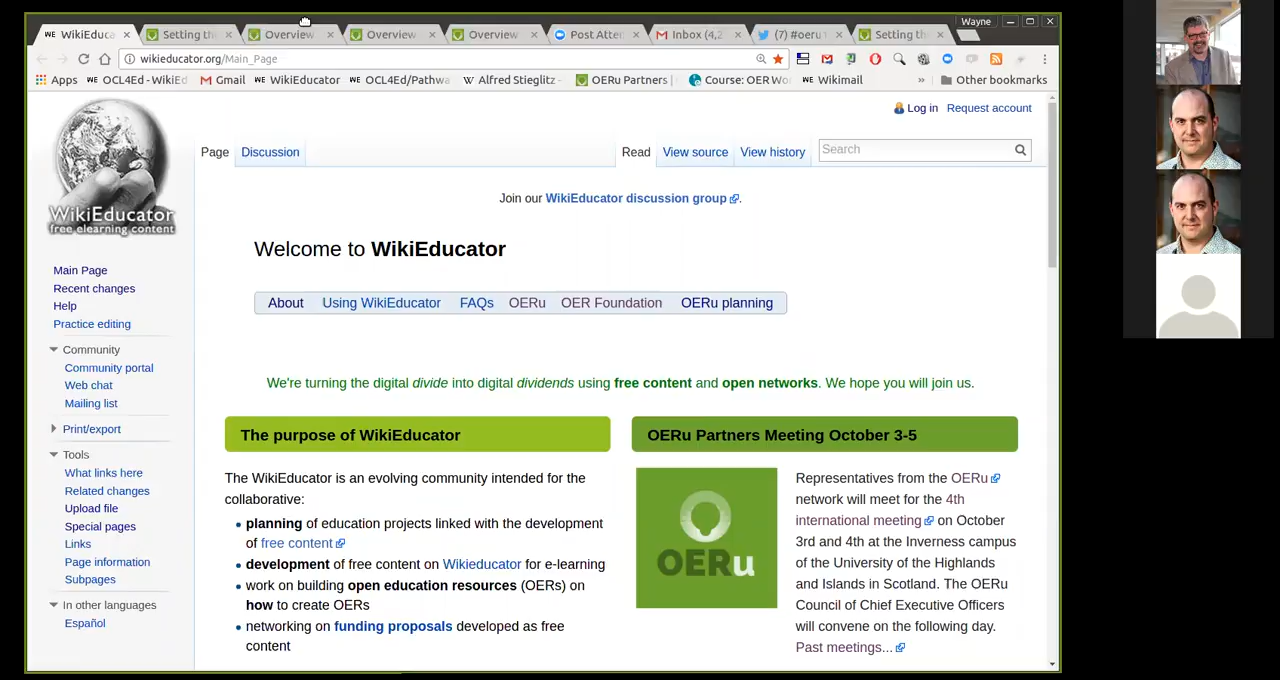 Wayne
WikiEduca
Setting th
Overview
Overview
Overview
Post Atten
Inbox (4,2
(7) #oeru
Setting th
wikieducator.org/Main_Page
Apps WE OCL4Ed - WikiEd Gmail WE WikiEducator WE OCL4Ed/Pathwa W Alfred Stieglitz - OERu Partners | Course: OER Wo WE Wikimail » Other bookmarks
Log in Request account
Page Discussion Read View source View history Search
WikiEducator
free elearning content
Join our WikiEducator discussion group.
Welcome to WikiEducator
About Using WikiEducator FAQs OERu OER Foundation OERu planning
We're turning the digital divide into digital dividends using free content and open networks. We hope you will join us.
Main Page
Recent changes
Help
Practice editing
Community
Community portal
Web chat
Mailing list
Print/export
Tools
What links here
Related changes
Upload file
Special pages
Links
Page information
Subpages
In other languages
Español
The purpose of WikiEducator
The WikiEducator is an evolving community intended for the
collaborative:
planning of education projects linked with the development
of free content
development of free content on Wikieducator for e-learning
work on building open education resources (OERs) on
how to create OERs
networking on funding proposals developed as free
content
OERu Partners Meeting October 3-5
OERu
Representatives from the OERu
network will meet for the 4th
international meeting on October
3rd and 4th at the Inverness campus
of the University of the Highlands
and Islands in Scotland. The OERu
Council of Chief Executive Officers
will convene on the following day.
Past meetings...